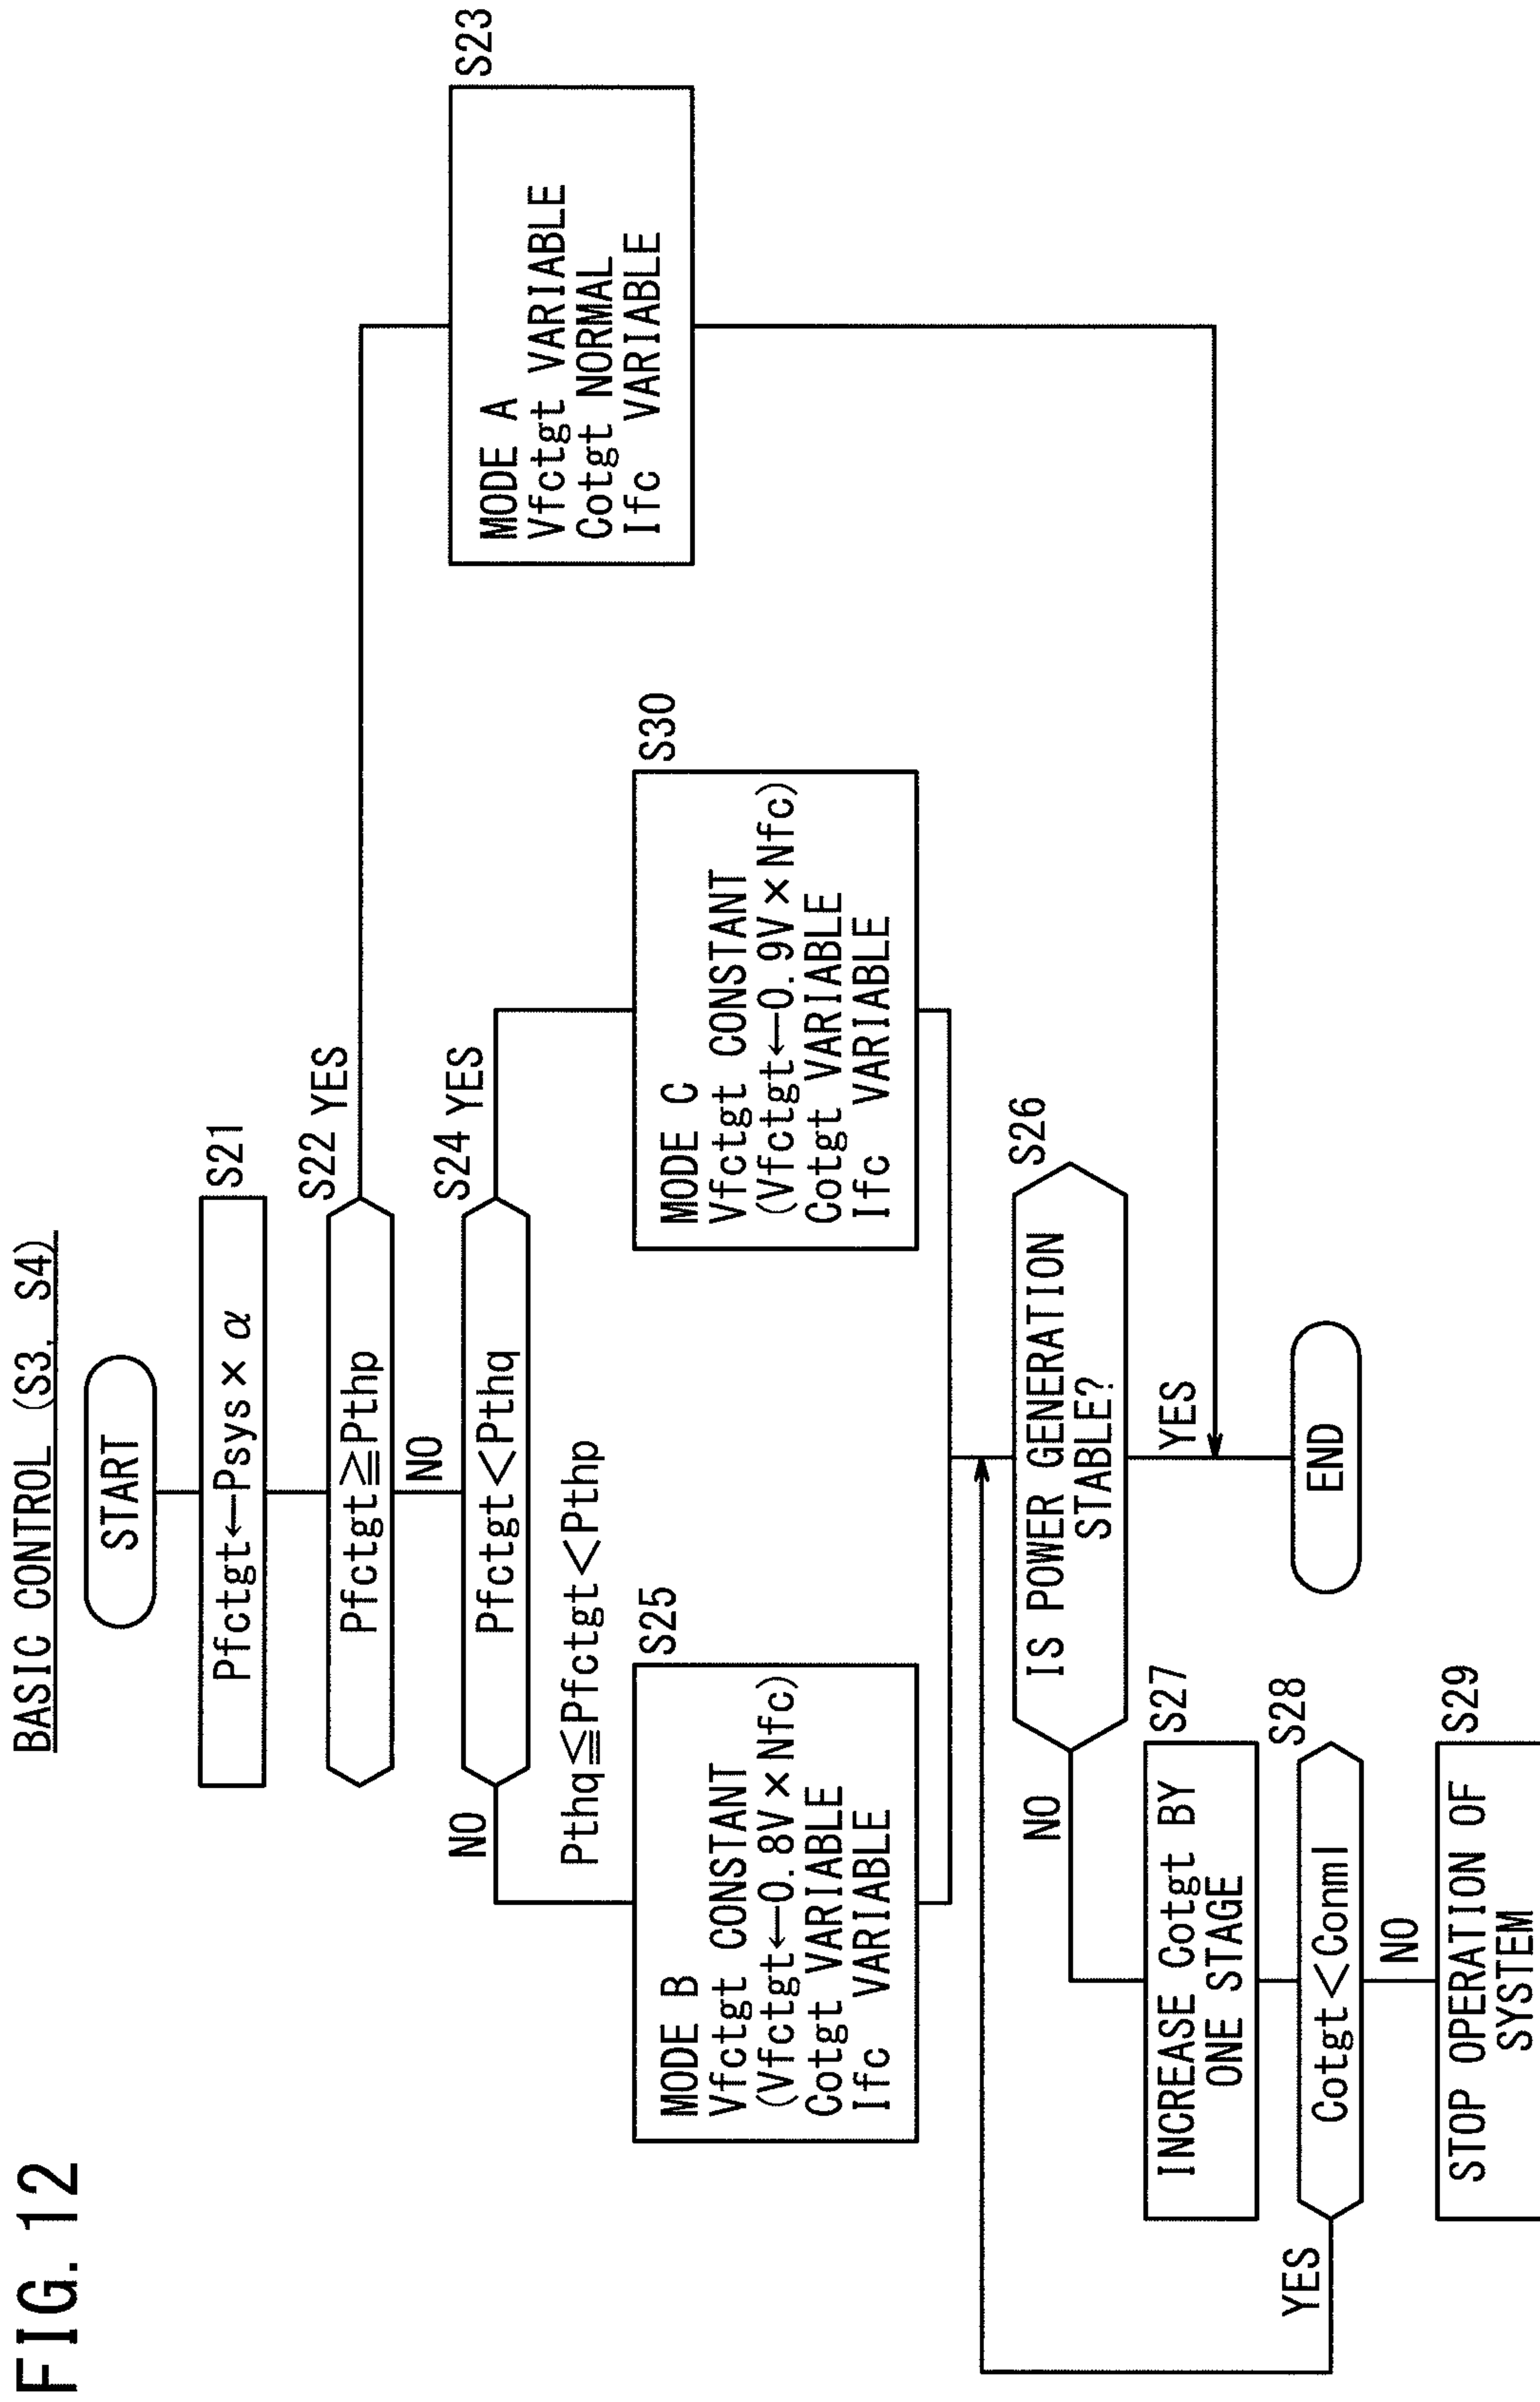 FIG. 12
BASIC CONTROL (S3, S4)
START
S21
Pfctgt←Psys×α
S22 YES
Pfctgt≧Pthp
NO
S24 YES
Pfctgt<Pthq
NO
Pthq≦Pfctgt<Pthp
S23
MODE A
Vfctgt VARIABLE
Cotgt NORMAL
Ifc VARIABLE
S25
MODE B
Vfctgt CONSTANT
(Vfctgt←0.8V×Nfc)
Cotgt VARIABLE
Ifc VARIABLE
S30
MODE C
Vfctgt CONSTANT
(Vfctgt←0.9V×Nfc)
Cotgt VARIABLE
Ifc VARIABLE
S26
IS POWER GENERATION
STABLE?
NO
YES
S27
INCREASE Cotgt BY
ONE STAGE
S28
YES
Cotgt<Conml
NO
S29
STOP OPERATION OF
SYSTEM
END